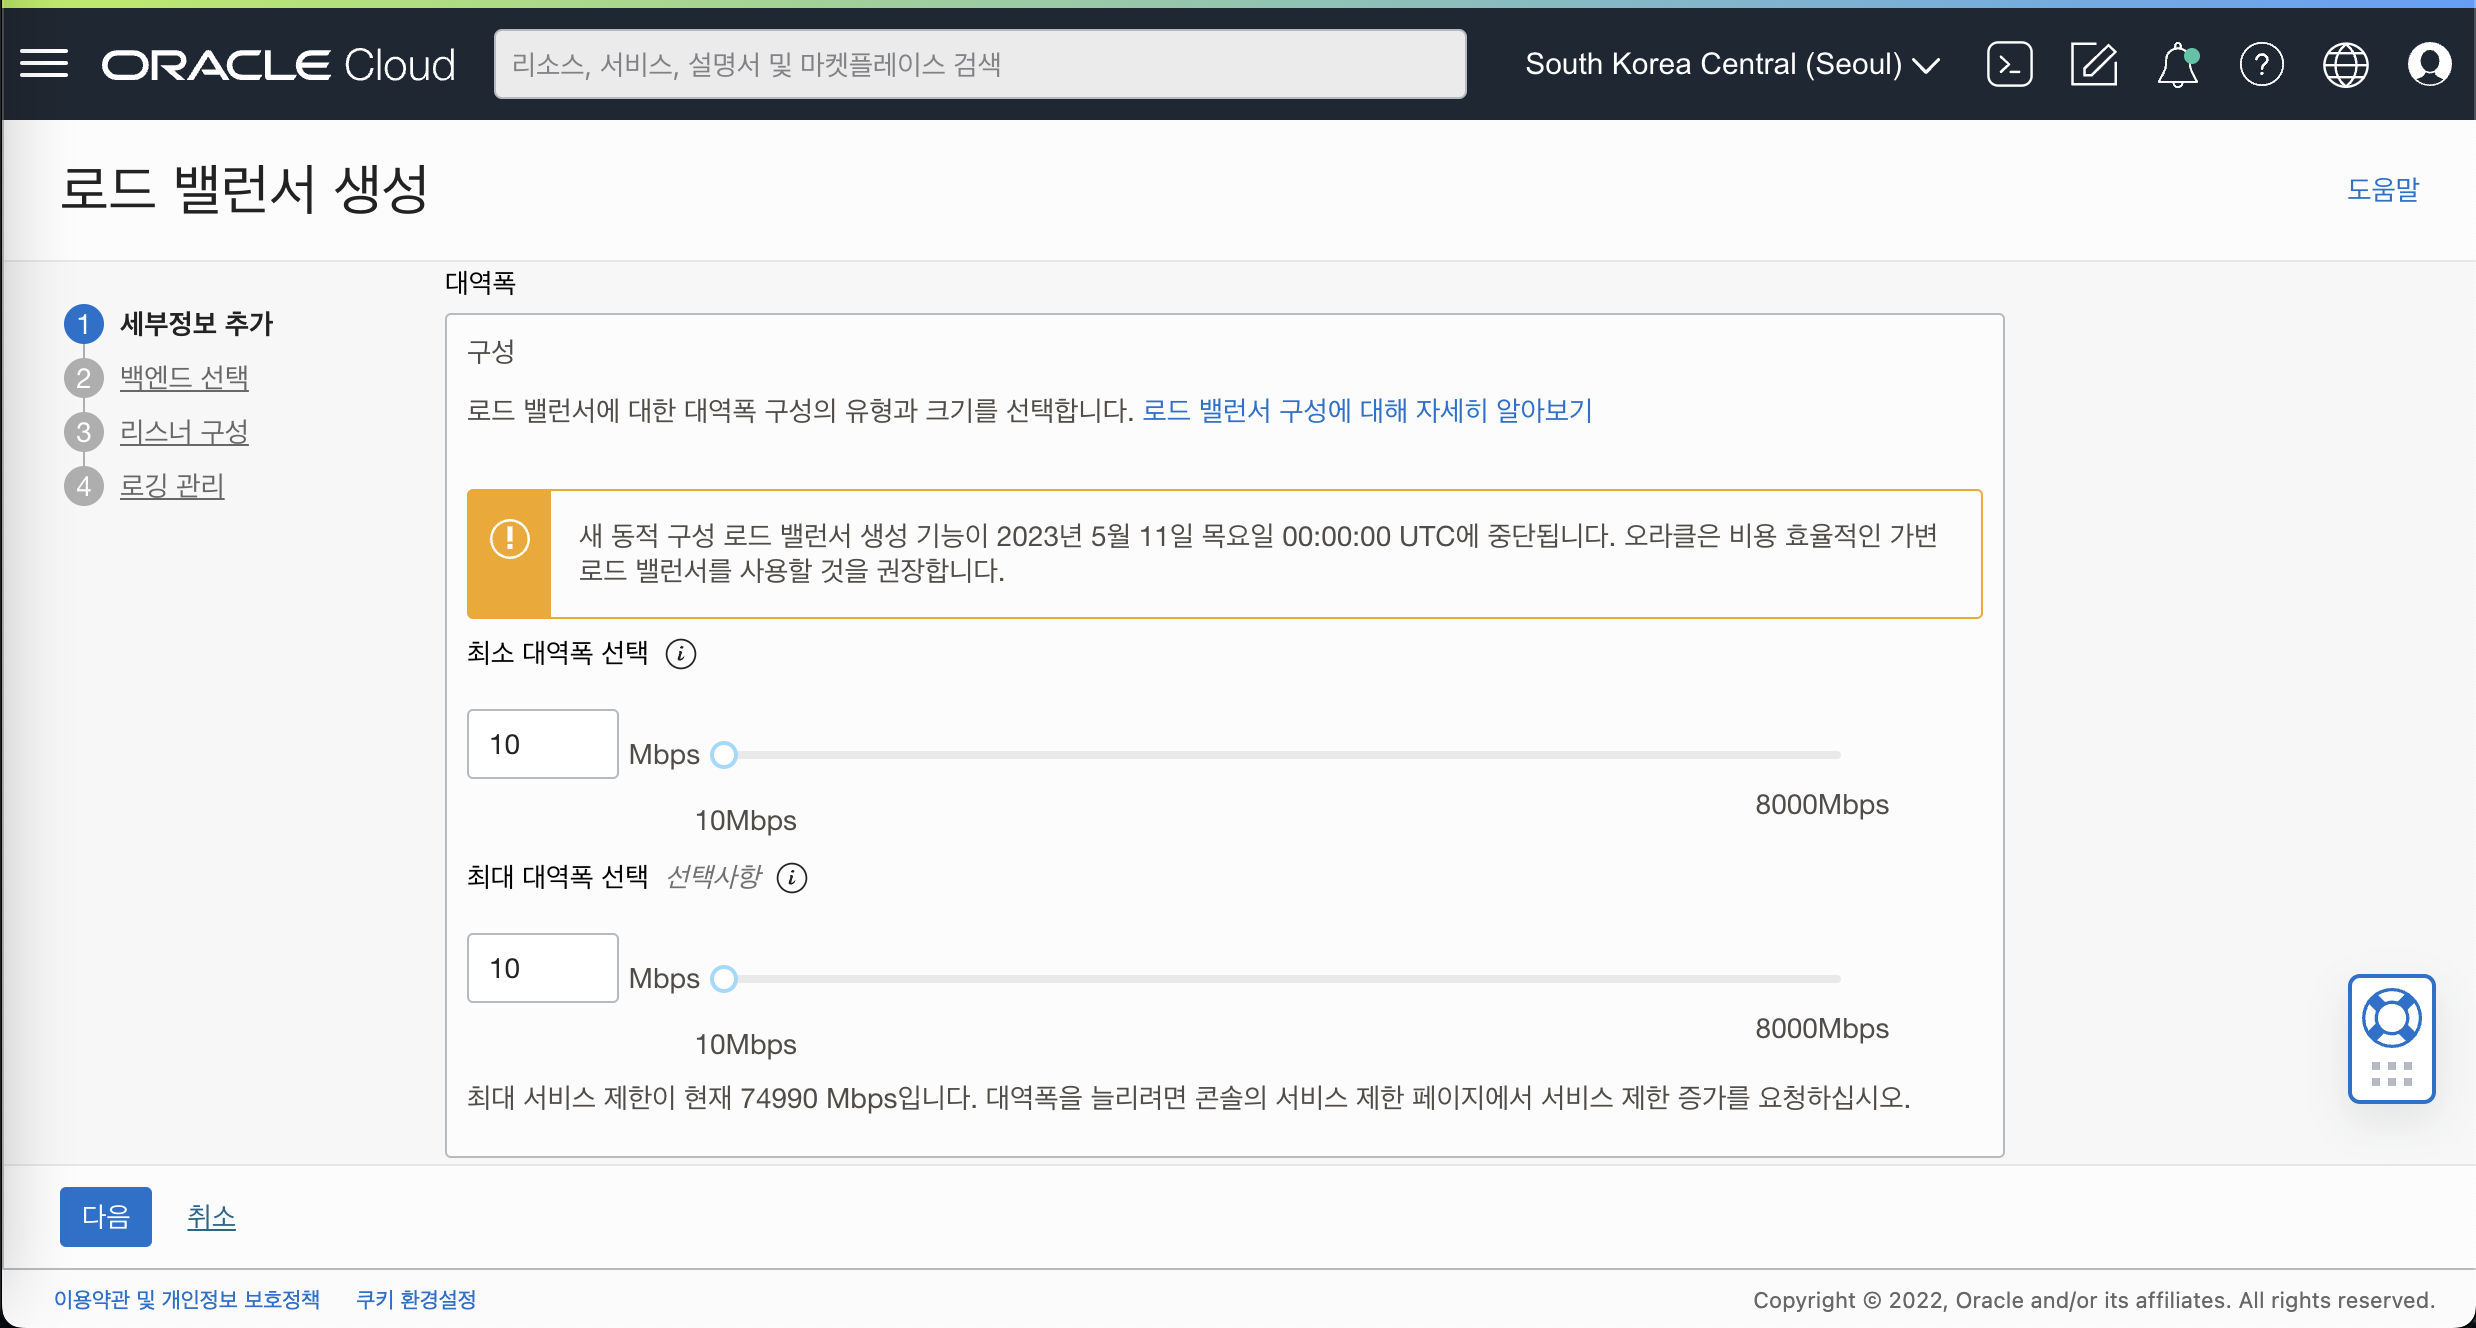 ORACLE Cloud
리소스, 서비스, 설명서 및 마켓플레이스 검색
South Korea Central (Seoul)
로드 밸런서 생성
도움말
1 세부정보 추가
2 백엔드 선택
3 리스너 구성
4 로깅 관리
대역폭
구성
로드 밸런서에 대한 대역폭 구성의 유형과 크기를 선택합니다. 로드 밸런서 구성에 대해 자세히 알아보기
새 동적 구성 로드 밸런서 생성 기능이 2023년 5월 11일 목요일 00:00:00 UTC에 중단됩니다. 오라클은 비용 효율적인 가변
로드 밸런서를 사용할 것을 권장합니다.
최소 대역폭 선택
10 Mbps
10Mbps
8000Mbps
최대 대역폭 선택 선택사항
10 Mbps
10Mbps
8000Mbps
최대 서비스 제한이 현재 74990 Mbps입니다. 대역폭을 늘리려면 콘솔의 서비스 제한 페이지에서 서비스 제한 증가를 요청하십시오.
다음 취소
이용약관 및 개인정보 보호정책 쿠키 환경설정
Copyright © 2022, Oracle and/or its affiliates. All rights reserved.